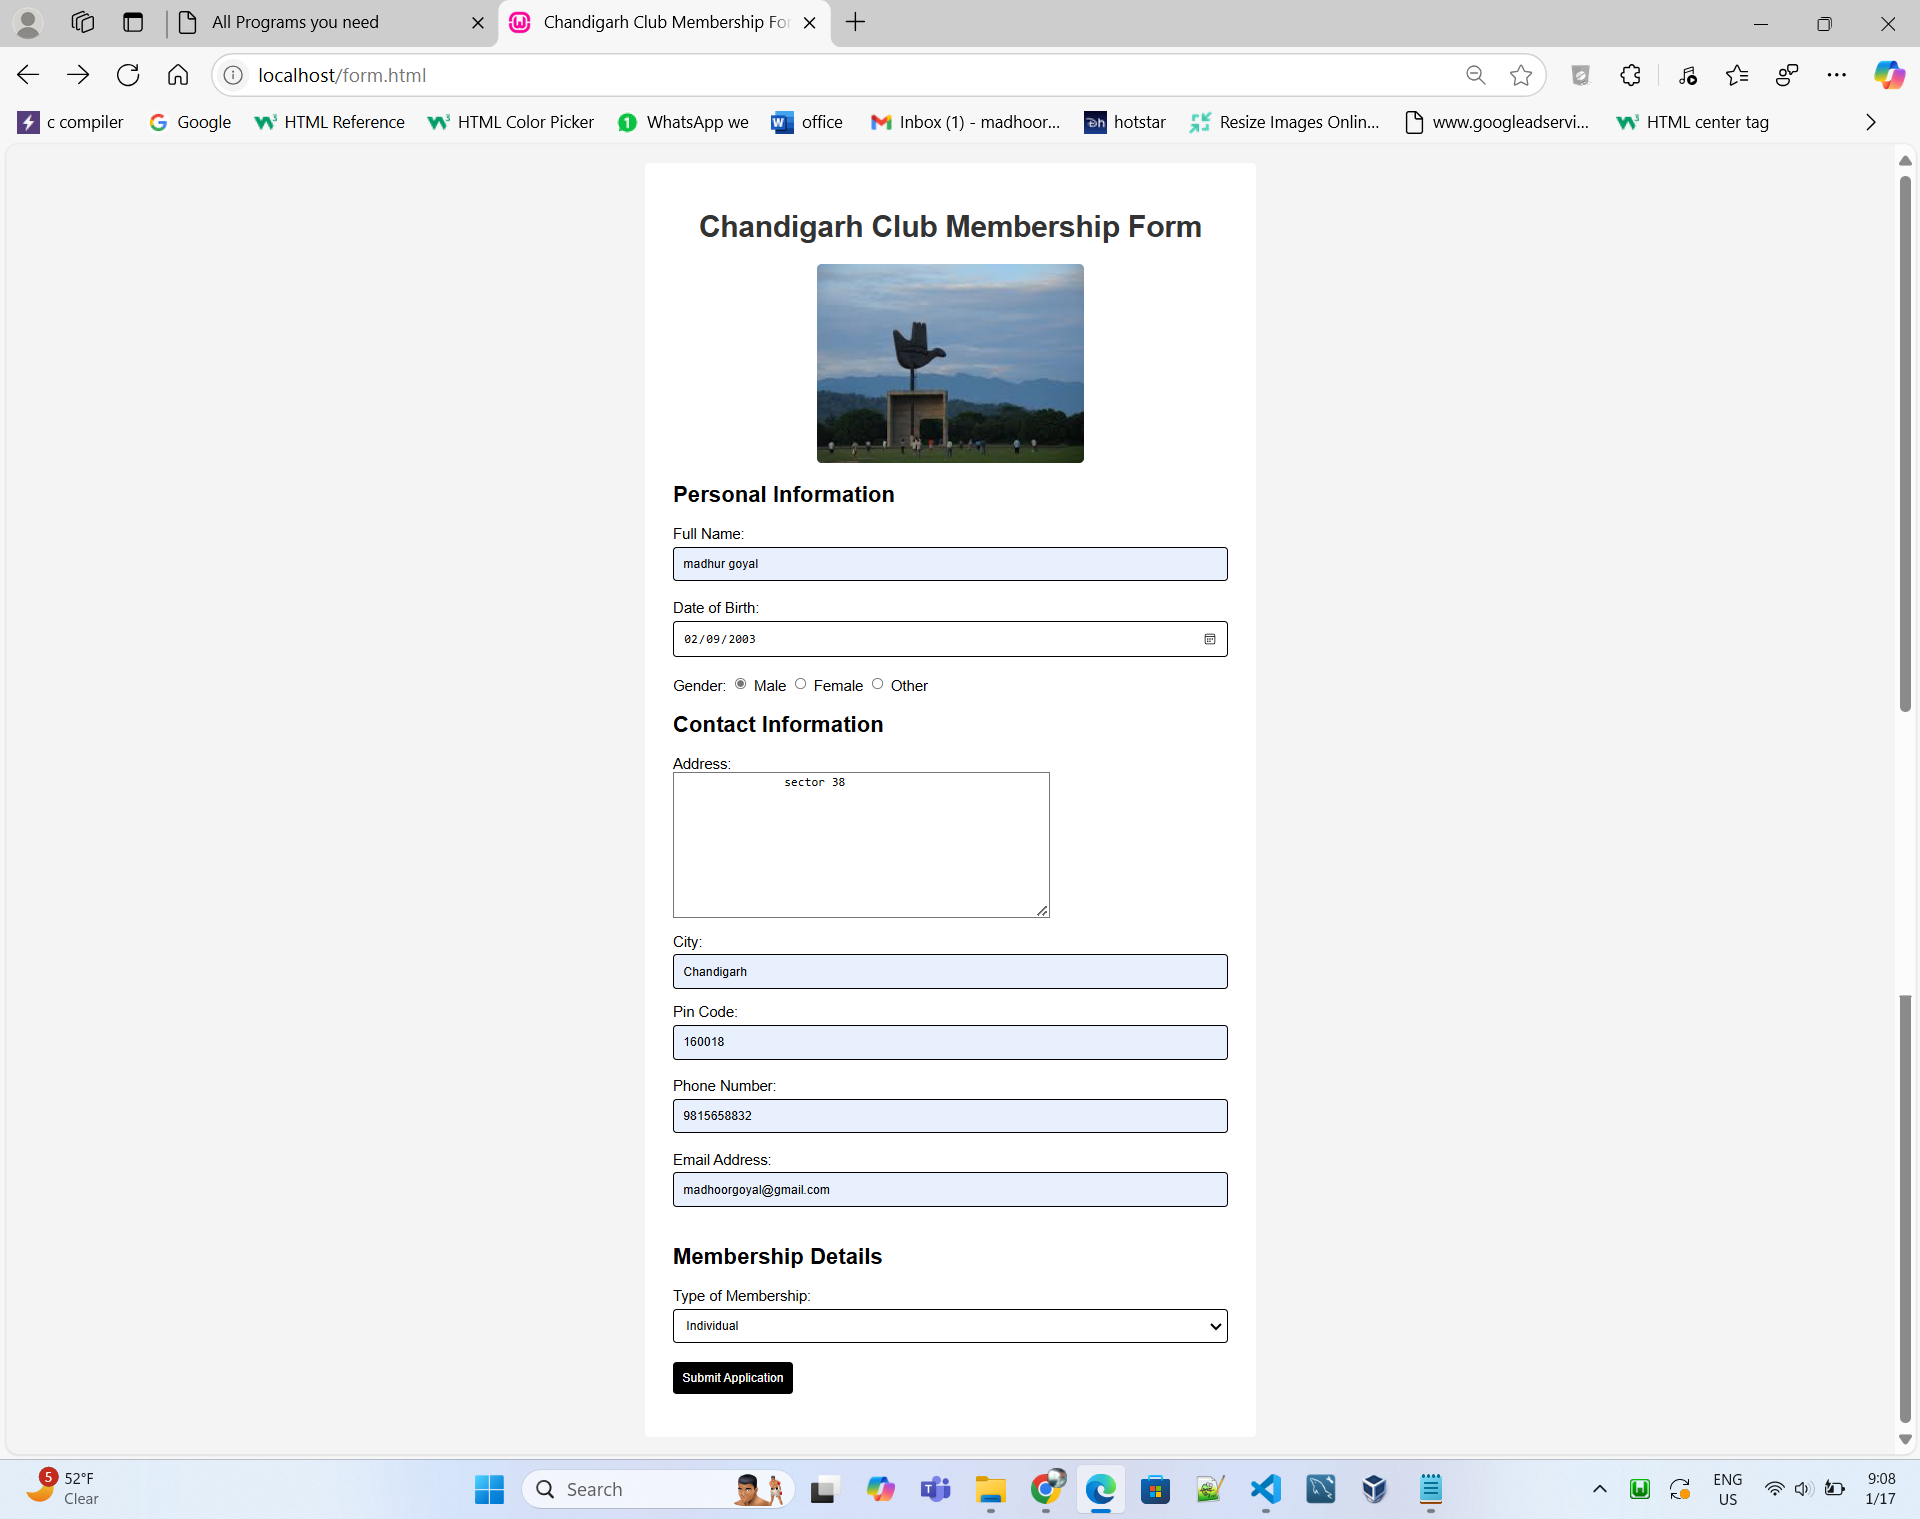 All Programs you need
Chandigarh Club Membership For
localhost/form.html
c compiler
Google
HTML Reference
HTML Color Picker
WhatsApp we
office
Inbox (1) - madhoor...
hotstar
Resize Images Onlin...
www.googleadservi...
HTML center tag
Chandigarh Club Membership Form
Personal Information
Full Name:
madhur goyal
Date of Birth:
02/09/2003
Gender: Male Female Other
Contact Information
Address:
sector 38
City:
Chandigarh
Pin Code:
160018
Phone Number:
9815658832
Email Address:
madhoorgoyal@gmail.com
Membership Details
Type of Membership:
Individual
Submit Application
5
52°F
Clear
Search
ENG
US
9:08
1/17